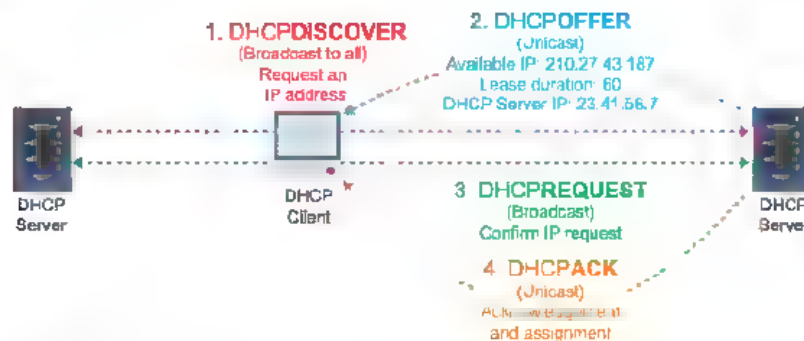 1. DHCPDISCOVER
(Broadcast to all)
Request an
IP address
2. DHCPOFFER
(Unicast)
Available IP: 210.27.43.187
Lease duration: 60
DHCP Server IP: 23.41.56.7
DHCP
Server
DHCP
Client
3 DHCPREQUEST
(Broadcast)
Confirm IP request
DHCP
Server
4 DHCPACK
(Unicast)
and assignment